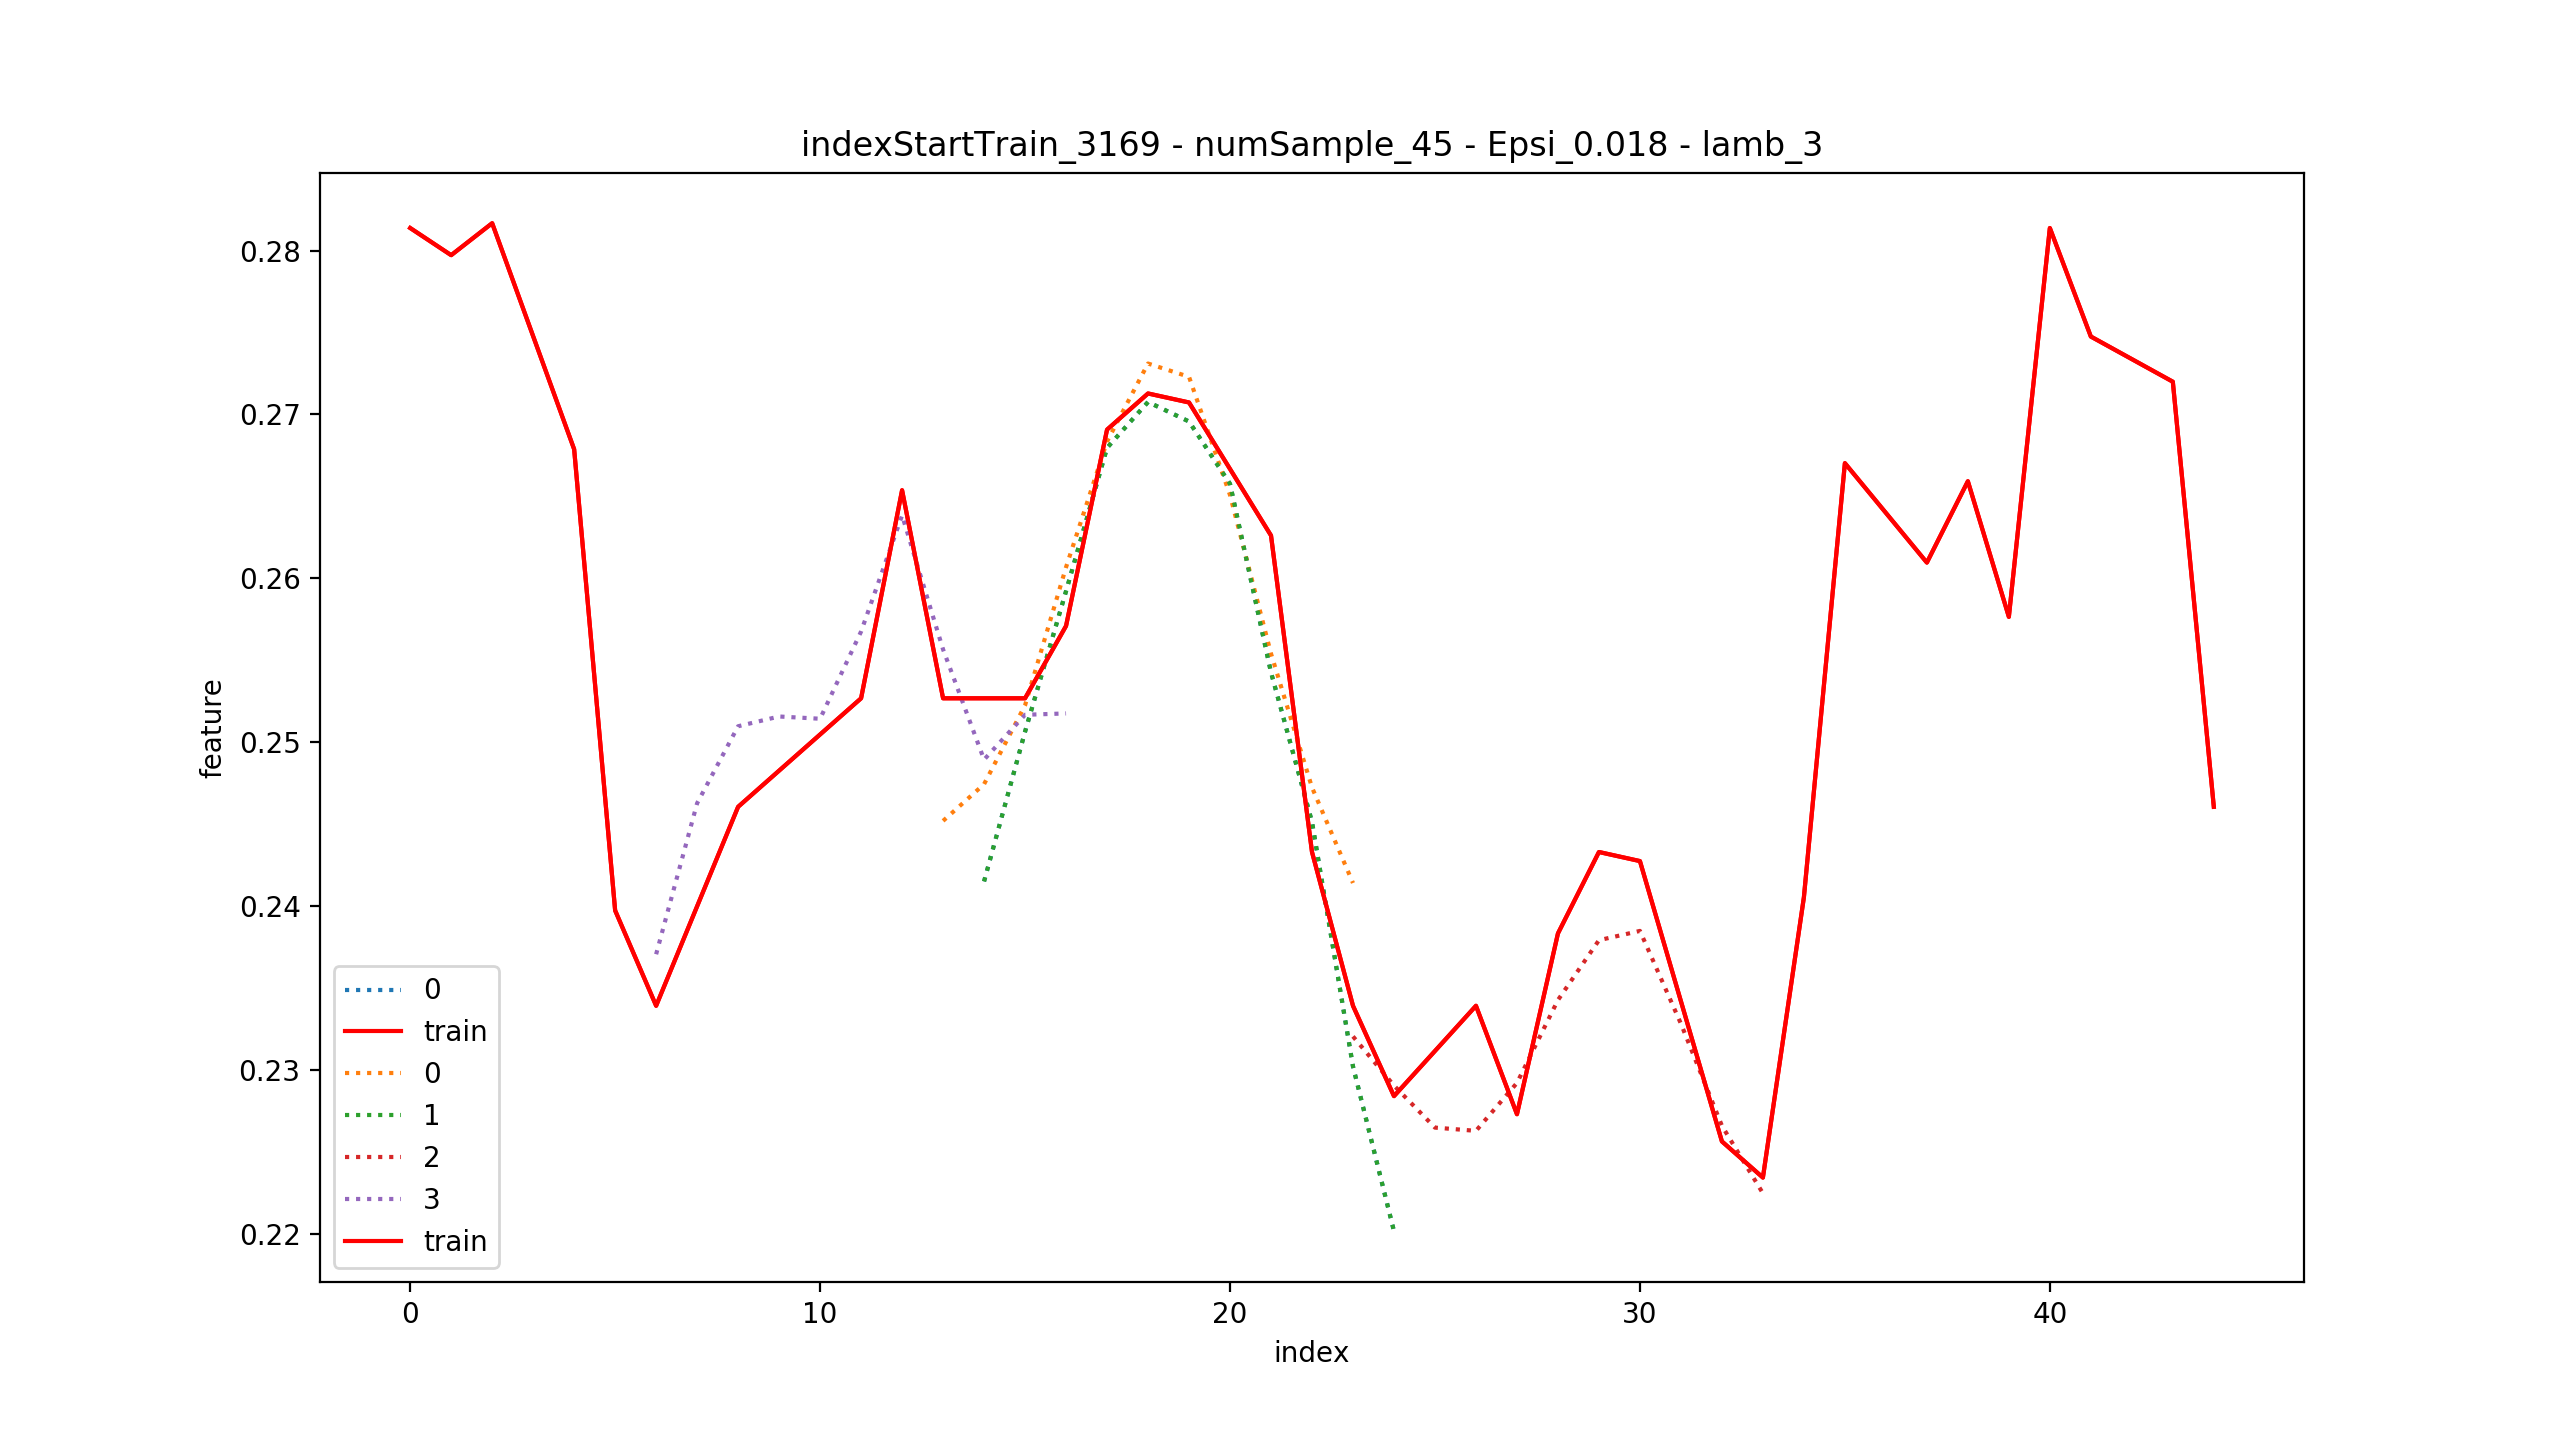 indexStartTrain_3169 - numSample_45 - Epsi_0.018 - lamb_3
feature
0.28
0.27
0.26
0.25
0.24
0.23
0.22
0
train
0
1
2
3
train
0 10 20 30 40
index